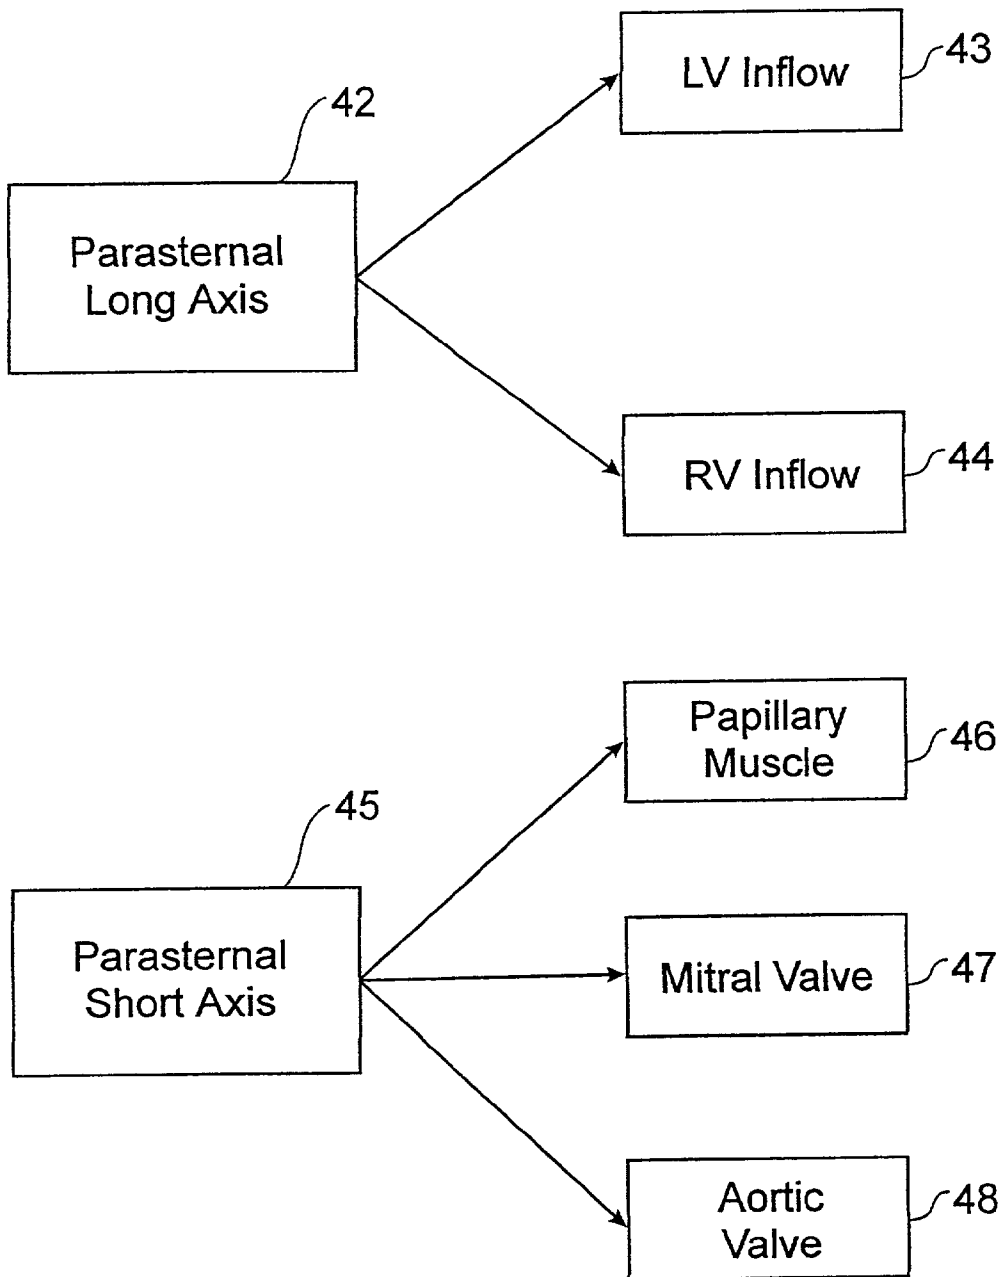 42
Parasternal
Long Axis
LV Inflow
43
RV Inflow
44
45
Parasternal
Short Axis
Papillary
Muscle
46
Mitral Valve
47
Aortic
Valve
48